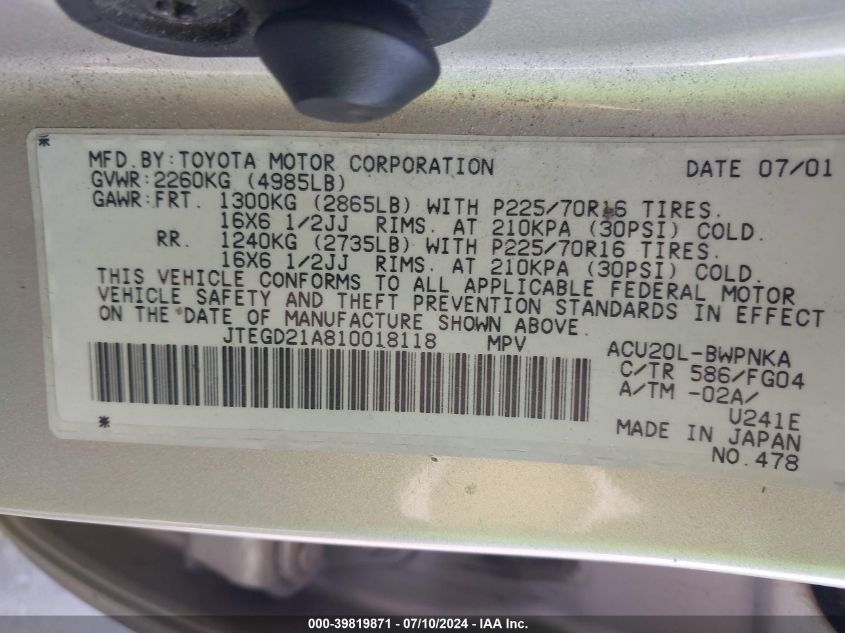 MFD.BY:TOYOTA MOTOR CORPORATION DATE 07/01
GVWR:2260KG (4985LB)
GAWR:FRT. 1300KG (2865LB) WITH P225/70R16 TIRES.
16X6 1/2JJ RIMS. AT 210KPA (30PSI) COLD.
RR. 1240KG (2735LB) WITH P225/70R16 TIRES.
16X6 1/2JJ RIMS. AT 210KPA (30PSI) COLD.
THIS VEHICLE CONFORMS TO ALL APPLICABLE FEDERAL MOTOR
VEHICLE SAFETY AND THEFT PREVENTION STANDARDS IN EFFECT
ON THE DATE OF MANUFACTURE SHOWN ABOVE.
JTEGD21A810018118 MPV
ACU20L-BWPNKA
C/TR 586/FG04
A/TM -02A/
U241E
MADE IN JAPAN
NO.478
000-39819871 / 07/10/2024 - IAA Inc.